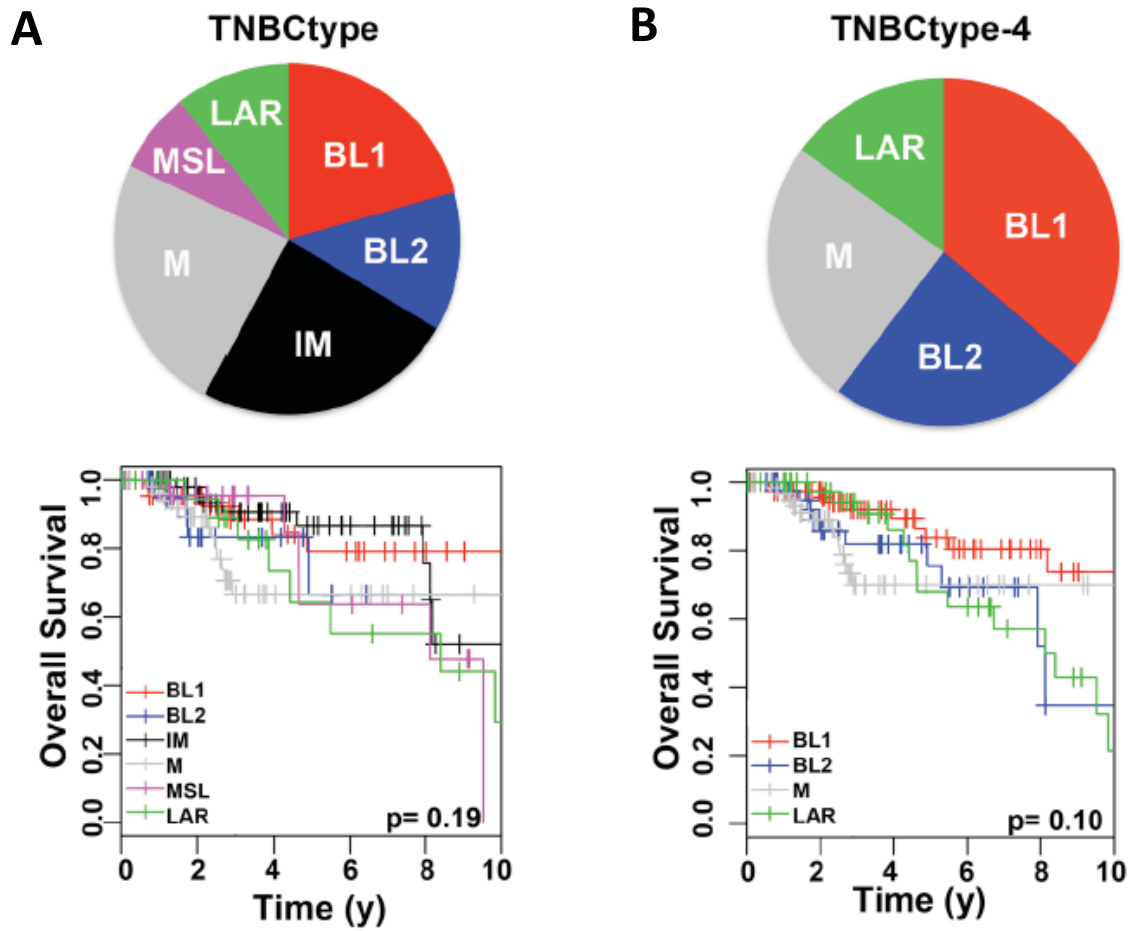 A
TNBCtype
LAR
BL1
MSL
BL2
M
IM
Overall Survival
1.0
0.8
0.6
0.4
0.2
0.0
BL1
BL2
IM
M
MSL
LAR
p= 0.19
0 2 4 6 8 10
Time (y)
B
TNBCtype-4
LAR
BL1
M
BL2
Overall Survival
1.0
0.8
0.6
0.4
0.2
0.0
BL1
BL2
M
LAR
p= 0.10
0 2 4 6 8 10
Time (y)